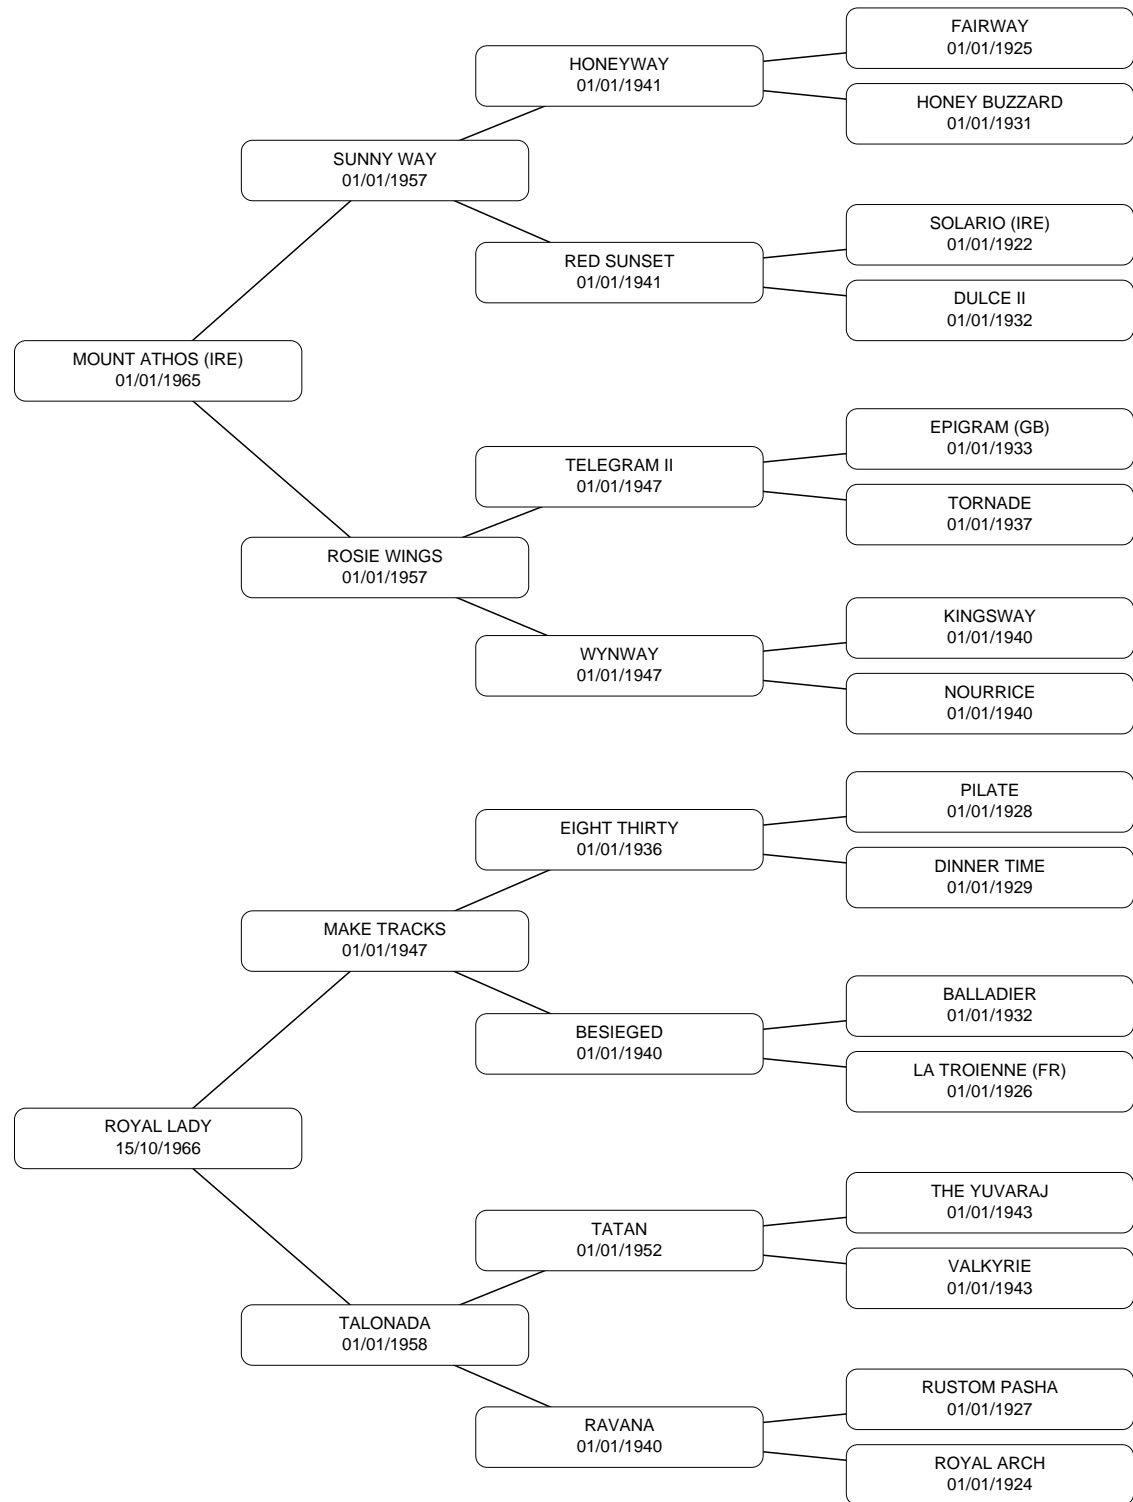 FAIRWAY
01/01/1925
HONEYWAY
01/01/1941
HONEY BUZZARD
01/01/1931
SUNNY WAY
01/01/1957
SOLARIO (IRE)
01/01/1922
RED SUNSET
01/01/1941
DULCE II
01/01/1932
MOUNT ATHOS (IRE)
01/01/1965
EPIGRAM (GB)
01/01/1933
TELEGRAM II
01/01/1947
TORNADE
01/01/1937
ROSIE WINGS
01/01/1957
KINGSWAY
01/01/1940
WYNWAY
01/01/1947
NOURRICE
01/01/1940
PILATE
01/01/1928
EIGHT THIRTY
01/01/1936
DINNER TIME
01/01/1929
MAKE TRACKS
01/01/1947
BALLADIER
01/01/1932
BESIEGED
01/01/1940
LA TROIENNE (FR)
01/01/1926
ROYAL LADY
15/10/1966
THE YUVARAJ
01/01/1943
TATAN
01/01/1952
VALKYRIE
01/01/1943
TALONADA
01/01/1958
RUSTOM PASHA
01/01/1927
RAVANA
01/01/1940
ROYAL ARCH
01/01/1924